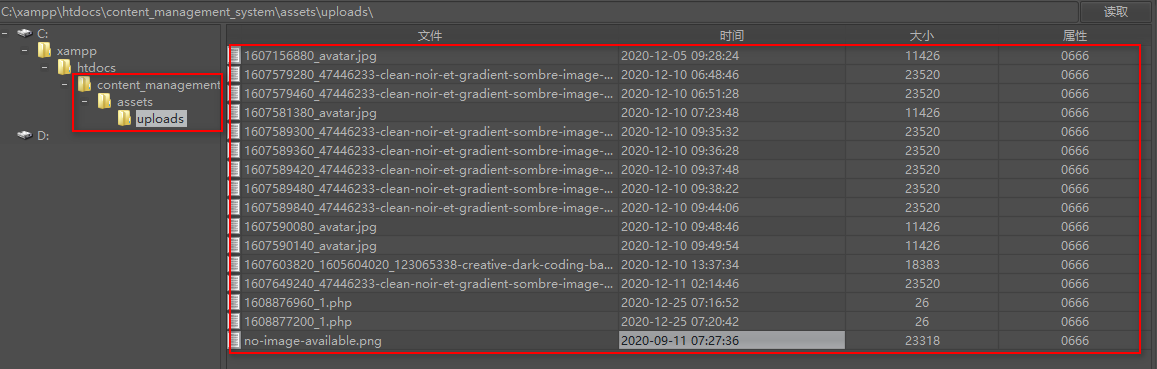 C:\xampp\htdocs\content_management_system\assets\uploads\ 读取
C:
xampp
htdocs
content_management
assets
uploads
D:
文件 时间 大小 属性
1607156880_avatar.jpg 2020-12-05 09:28:24 11426 0666
1607579280_47446233-clean-noir-et-gradient-sombre-image-... 2020-12-10 06:48:46 23520 0666
1607579460_47446233-clean-noir-et-gradient-sombre-image-... 2020-12-10 06:51:28 23520 0666
1607581380_avatar.jpg 2020-12-10 07:23:48 11426 0666
1607589300_47446233-clean-noir-et-gradient-sombre-image-... 2020-12-10 09:35:32 23520 0666
1607589360_47446233-clean-noir-et-gradient-sombre-image-... 2020-12-10 09:36:28 23520 0666
1607589420_47446233-clean-noir-et-gradient-sombre-image-... 2020-12-10 09:37:48 23520 0666
1607589480_47446233-clean-noir-et-gradient-sombre-image-... 2020-12-10 09:38:22 23520 0666
1607589840_47446233-clean-noir-et-gradient-sombre-image-... 2020-12-10 09:44:06 23520 0666
1607590080_avatar.jpg 2020-12-10 09:48:46 11426 0666
1607590140_avatar.jpg 2020-12-10 09:49:54 11426 0666
1607603820_1605604020_123065338-creative-dark-coding-ba... 2020-12-10 13:37:34 18383 0666
1607649240_47446233-clean-noir-et-gradient-sombre-image-... 2020-12-11 02:14:46 23520 0666
1608876960_1.php 2020-12-25 07:16:52 26 0666
1608877200_1.php 2020-12-25 07:20:42 26 0666
no-image-available.png 2020-09-11 07:27:36 23318 0666